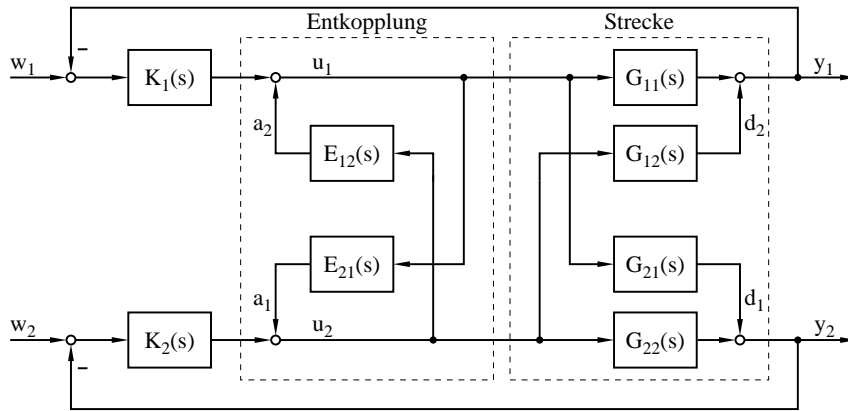 Entkopplung Strecke
–
w₁ K₁(s) u₁ G₁₁(s) y₁
a₂ d₂
E₁₂(s) G₁₂(s)
E₂₁(s) G₂₁(s)
a₁ d₁
w₂ K₂(s) u₂ G₂₂(s) y₂
–